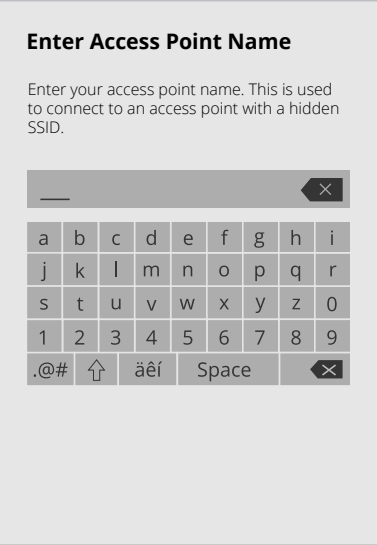 Enter Access Point Name
Enter your access point name. This is used
to connect to an access point with a hidden
SSID.
a b c d e f g h i
j k l m n o p q r
s t u v w x y z 0
1 2 3 4 5 6 7 8 9
.@# äêí Space